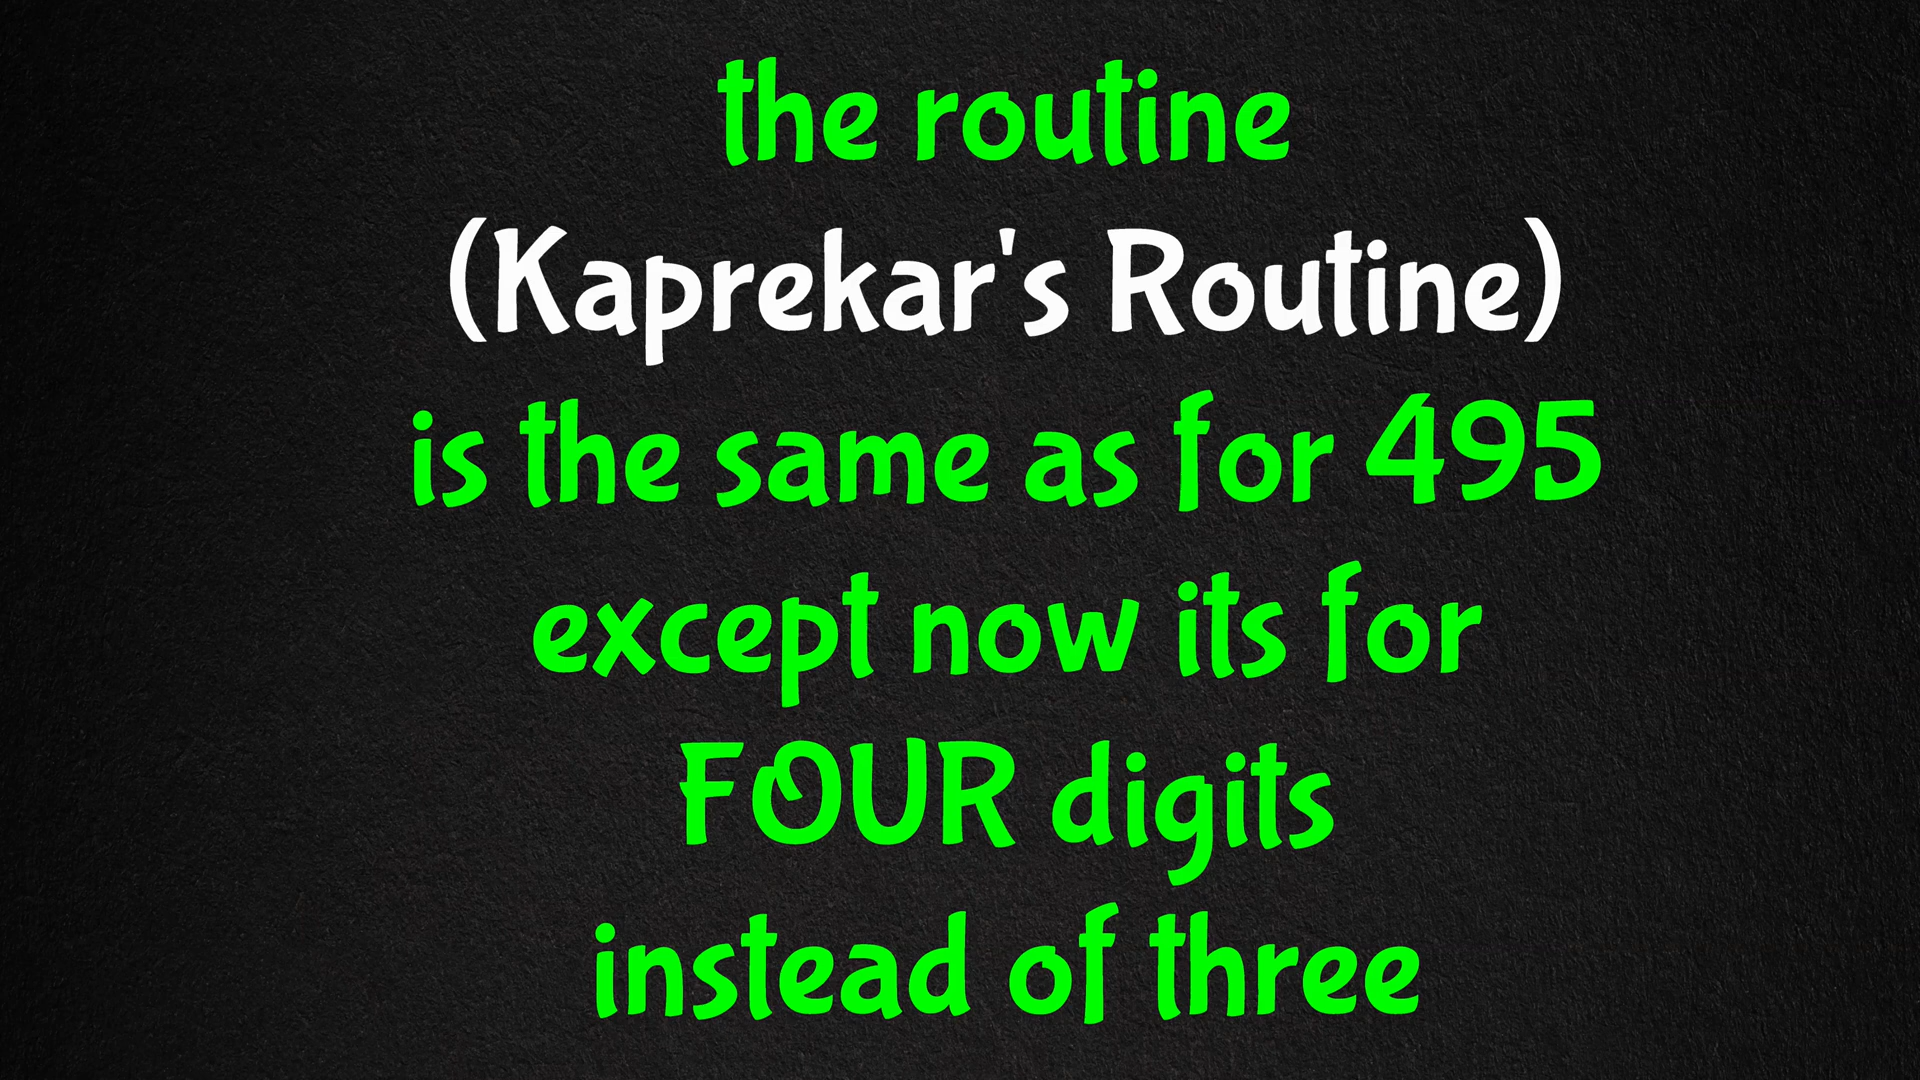 the routine
(Kaprekar's Routine)
is the same as for 495
except now its for
FOUR digits
instead of three